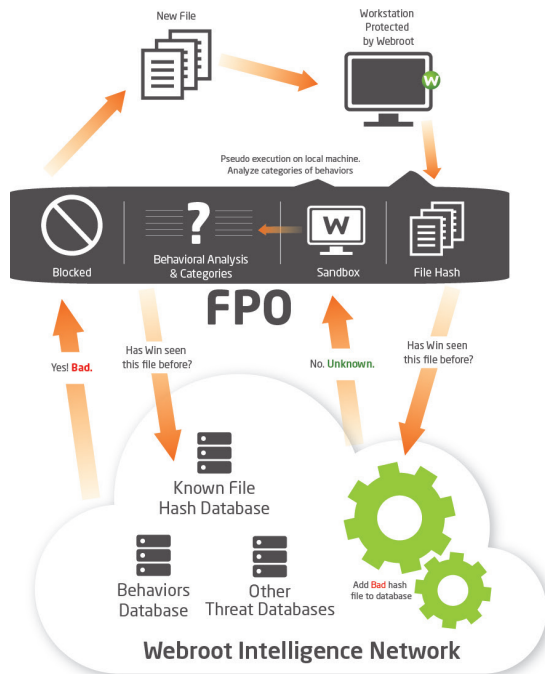 New File
Workstation
Protected
by Webroot
W
Pseudo execution on local machine.
Analyze categories of behaviors
?
W
Blocked
Behavioral Analysis
& Categories
Sandbox
File Hash
FPO
Yes! Bad.
Has Win seen
this file before?
No. Unknown.
Has Win seen
this file before?
Known File
Hash Database
Behaviors
Database
Other
Threat Databases
Add Bad hash
file to database
Webroot Intelligence Network